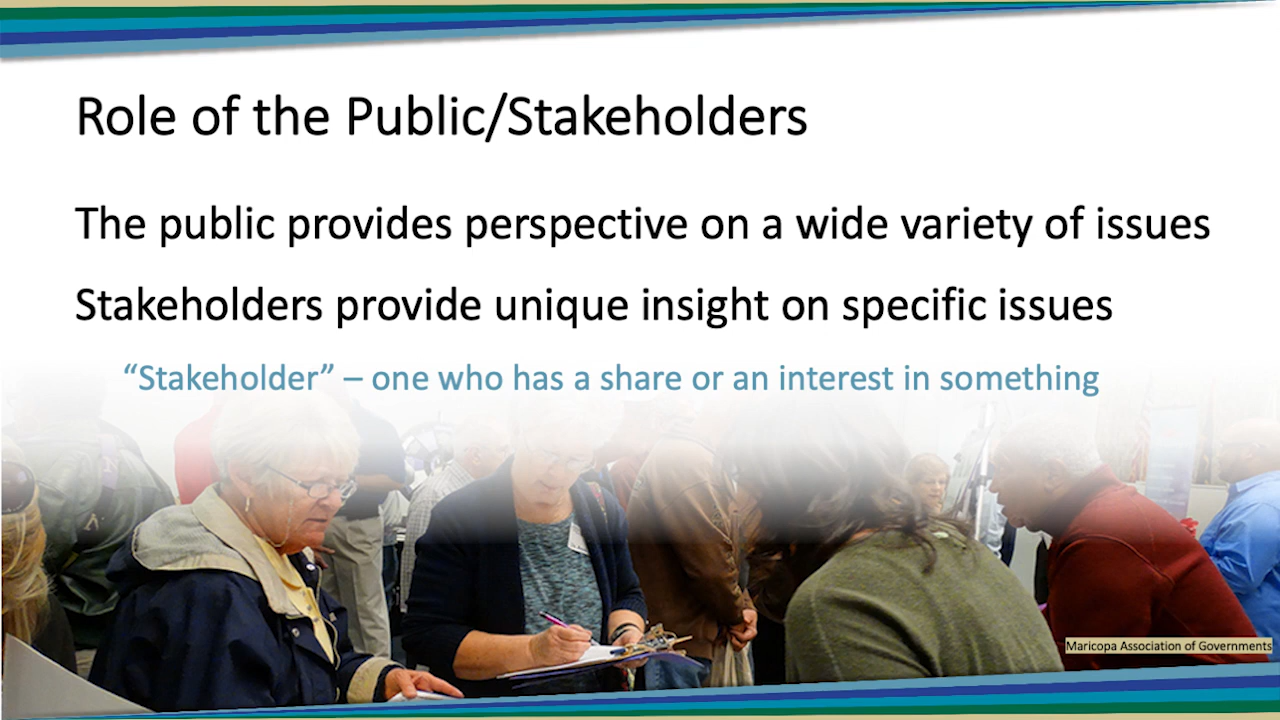 Role of the Public/Stakeholders
The public provides perspective on a wide variety of issues
Stakeholders provide unique insight on specific issues
“Stakeholder” – one who has a share or an interest in something
Maricopa Association of Governments